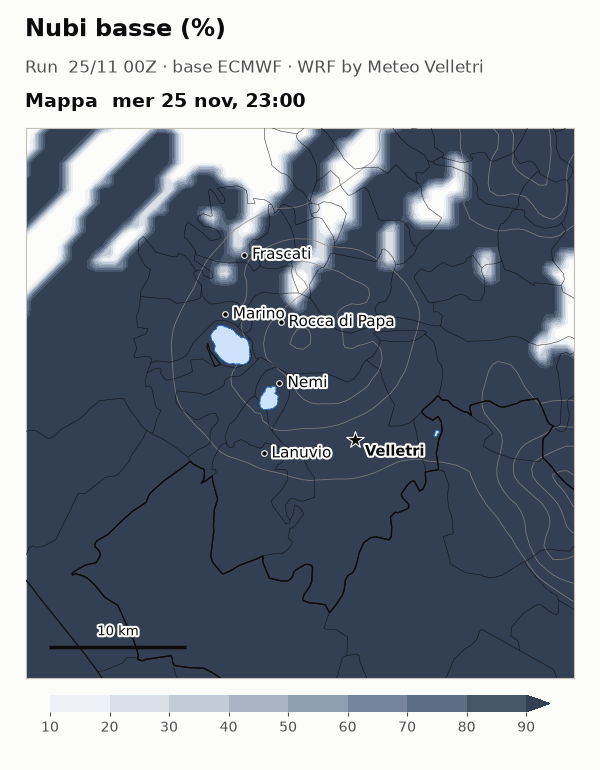 Nubi basse (%)
Run  25/11 00Z · base ECMWF · WRF by Meteo Velletri
Mappa  mer 25 nov, 23:00
Frascati
Marino
Rocca di Papa
Nemi
Velletri
Lanuvio
10 km
10 20 30 40 50 60 70 80 90